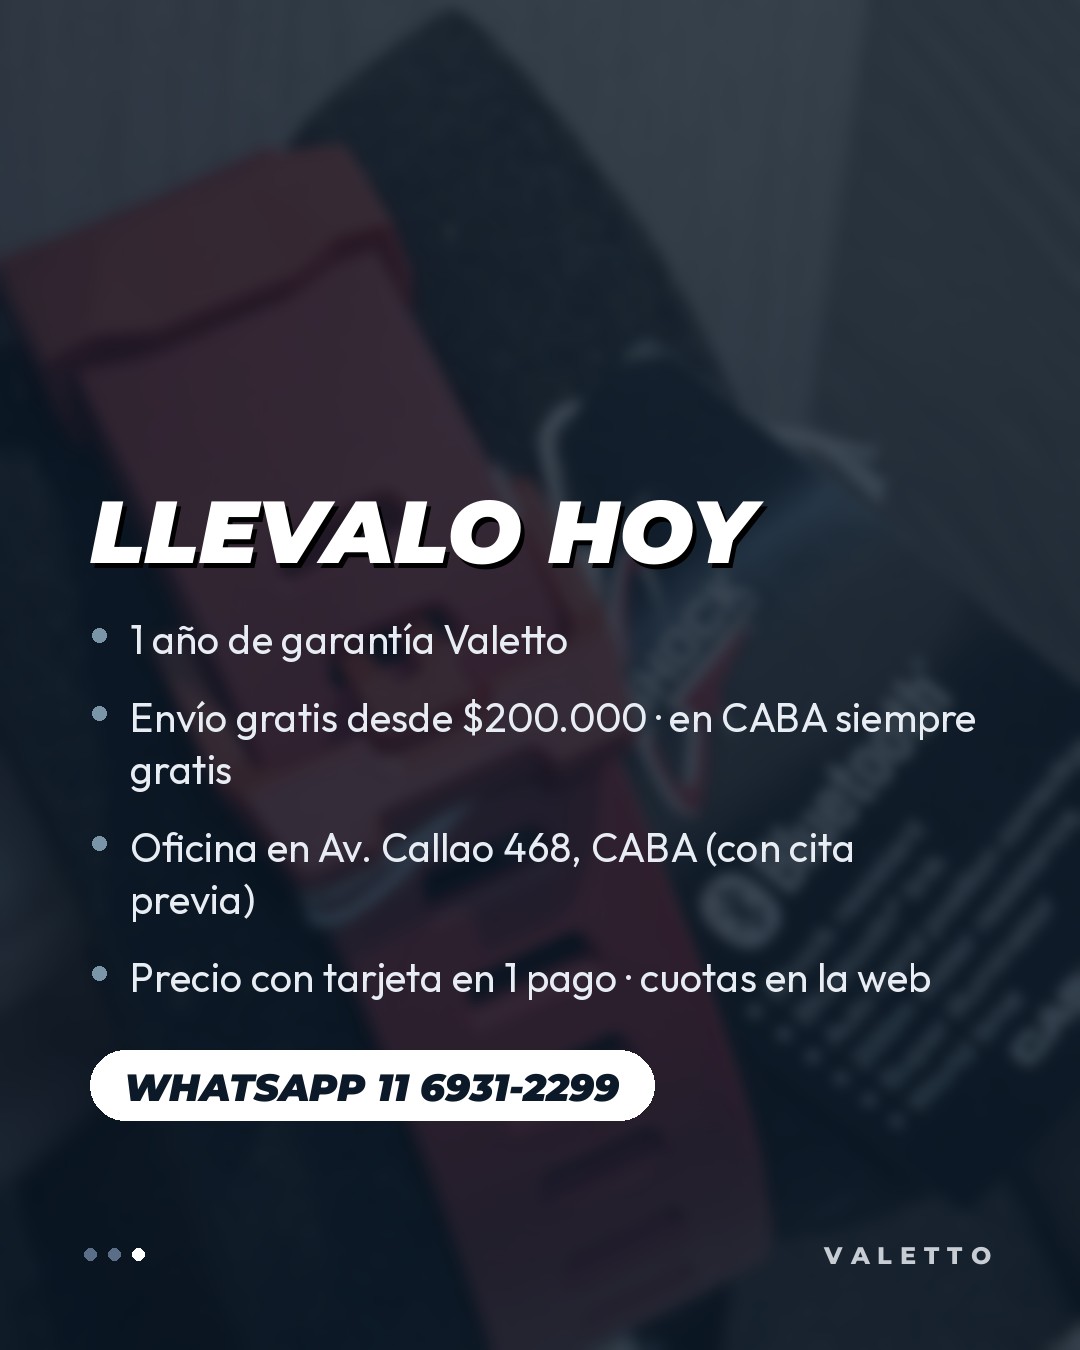 LLEVALO HOY
1 año de garantía Valetto
Envío gratis desde $200.000 · en CABA siempre
gratis
Oficina en Av. Callao 468, CABA (con cita
previa)
Precio con tarjeta en 1 pago · cuotas en la web
WHATSAPP 11 6931-2299
VALETTO
Bluetooth